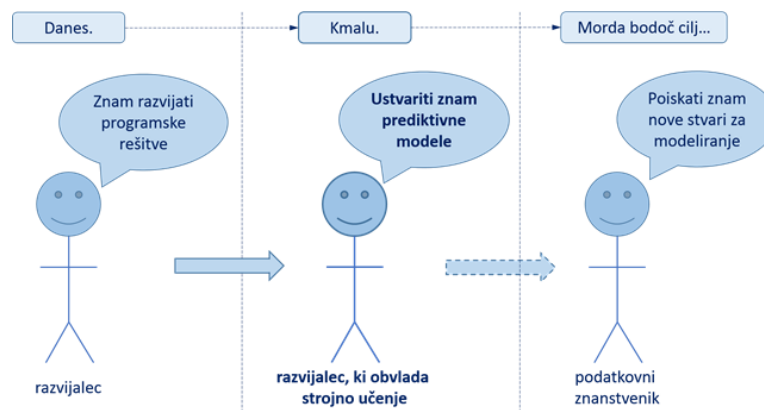 Danes.
Kmalu.
Morda bodoč cilj…
Znam razvijati
programske
rešitve
Ustvariti znam
prediktivne
modele
Poiskati znam
nove stvari za
modeliranje
razvijalec
razvijalec, ki obvlada
strojno učenje
podatkovni
znanstvenik